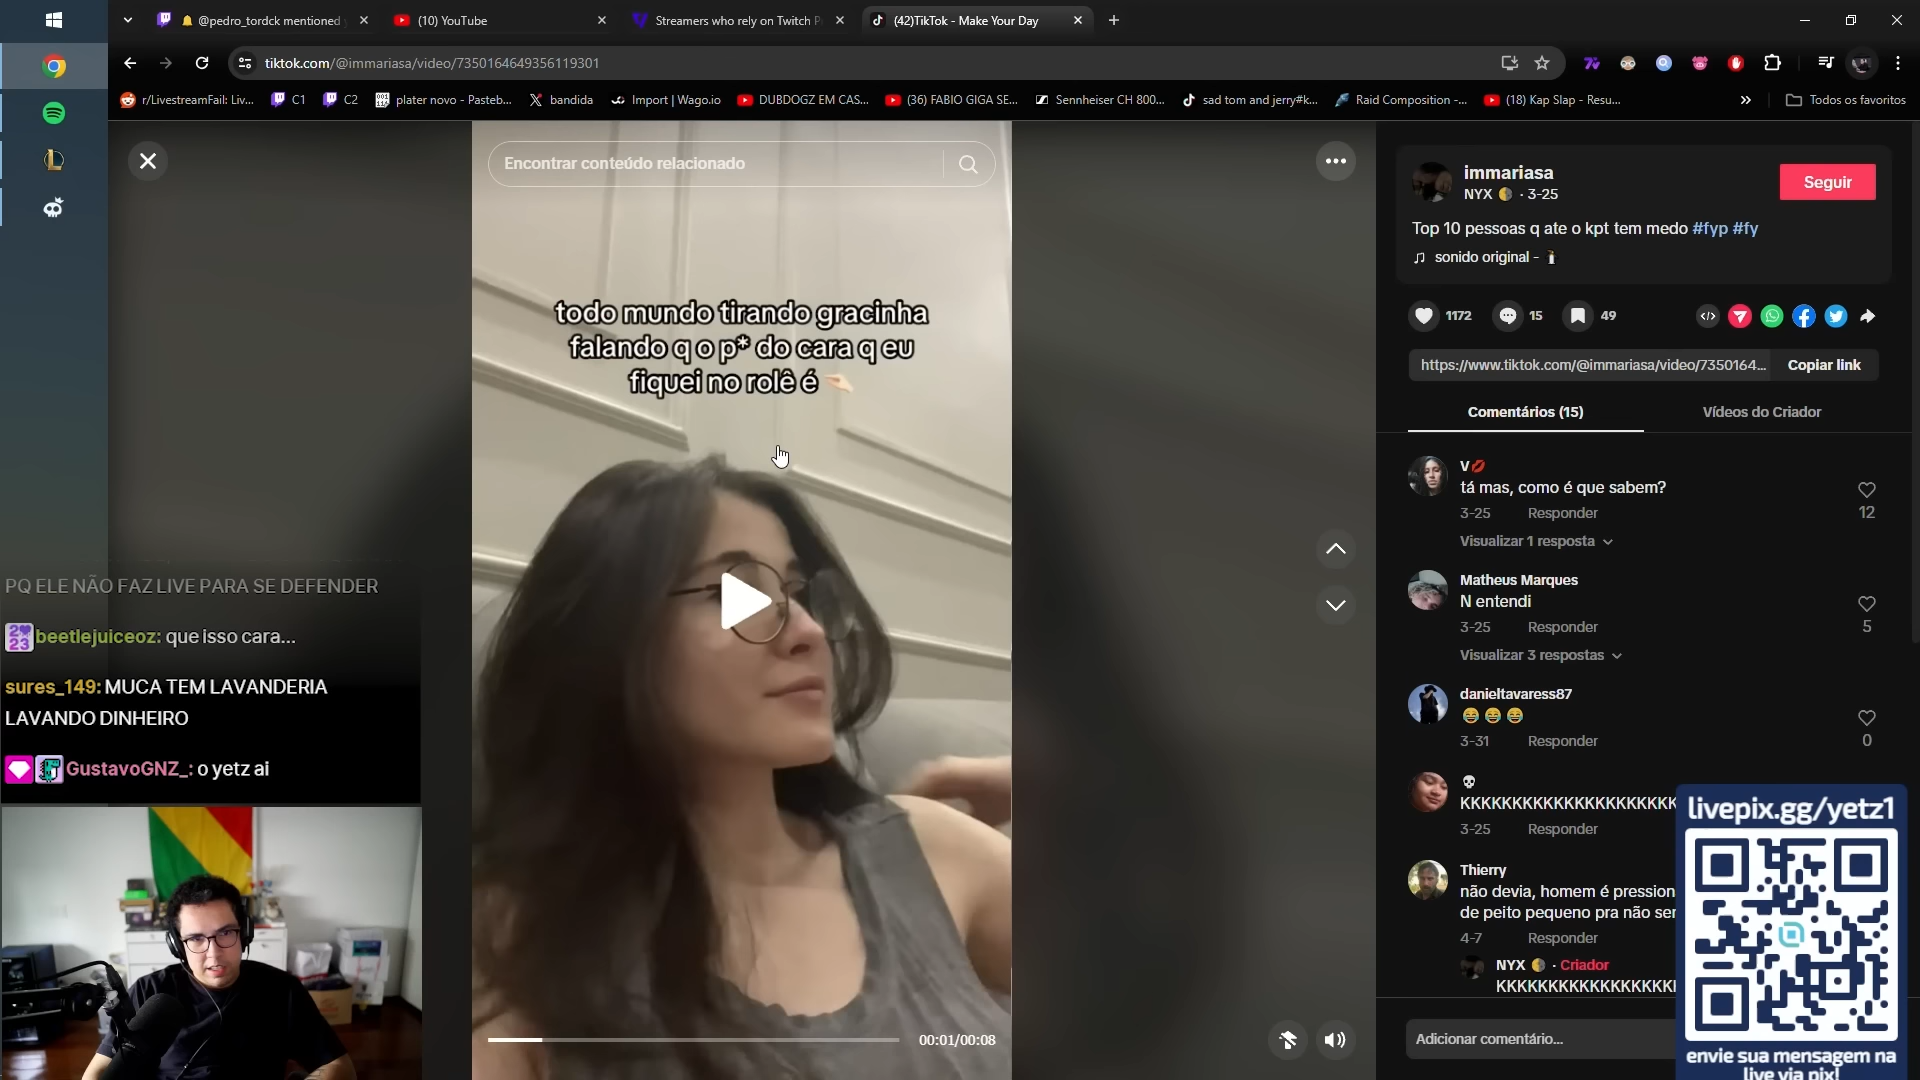 @pedro_tordck mentioned
(10) YouTube
Streamers who rely on Twitch P
(42)TikTok - Make Your Day
tiktok.com/@immariasa/video/7350164649356119301
r/LivestreamFail: Liv...
C1
C2
plater novo - Pasteb...
bandida
Import | Wago.io
DUBDOGZ EM CAS...
(36) FABIO GIGA SE...
Sennheiser CH 800...
sad tom and jerry#k...
Raid Composition -...
(18) Kap Slap - Resu...
Todos os favoritos
Encontrar conteúdo relacionado
todo mundo tirando gracinha
falando q o p* do cara q eu
fiquei no rolê é 🤏🏻
00:01/00:08
PQ ELE NÃO FAZ LIVE PARA SE DEFENDER
beetlejuiceoz: que isso cara...
sures_149: MUCA TEM LAVANDERIA
LAVANDO DINHEIRO
GustavoGNZ_: o yetz ai
immariasa
NYX 🌗 · 3-25
Seguir
Top 10 pessoas q ate o kpt tem medo #fyp #fy
♫ sonido original - 🕴
1172
15
49
https://www.tiktok.com/@immariasa/video/7350164...
Copiar link
Comentários (15)
Vídeos do Criador
V💋
tá mas, como é que sabem?
3-25 Responder
12
Visualizar 1 resposta
Matheus Marques
N entendi
3-25 Responder
5
Visualizar 3 respostas
danieltavaress87
😂😂😂
3-31 Responder
0
💀
KKKKKKKKKKKKKKKKKKKK
3-25 Responder
Thierry
não devia, homem é pression
de peito pequeno pra não ser
4-7 Responder
NYX 🌗 · Criador
KKKKKKKKKKKKKKKKK
Adicionar comentário...
livepix.gg/yetz1
envie sua mensagem na
live via pix!